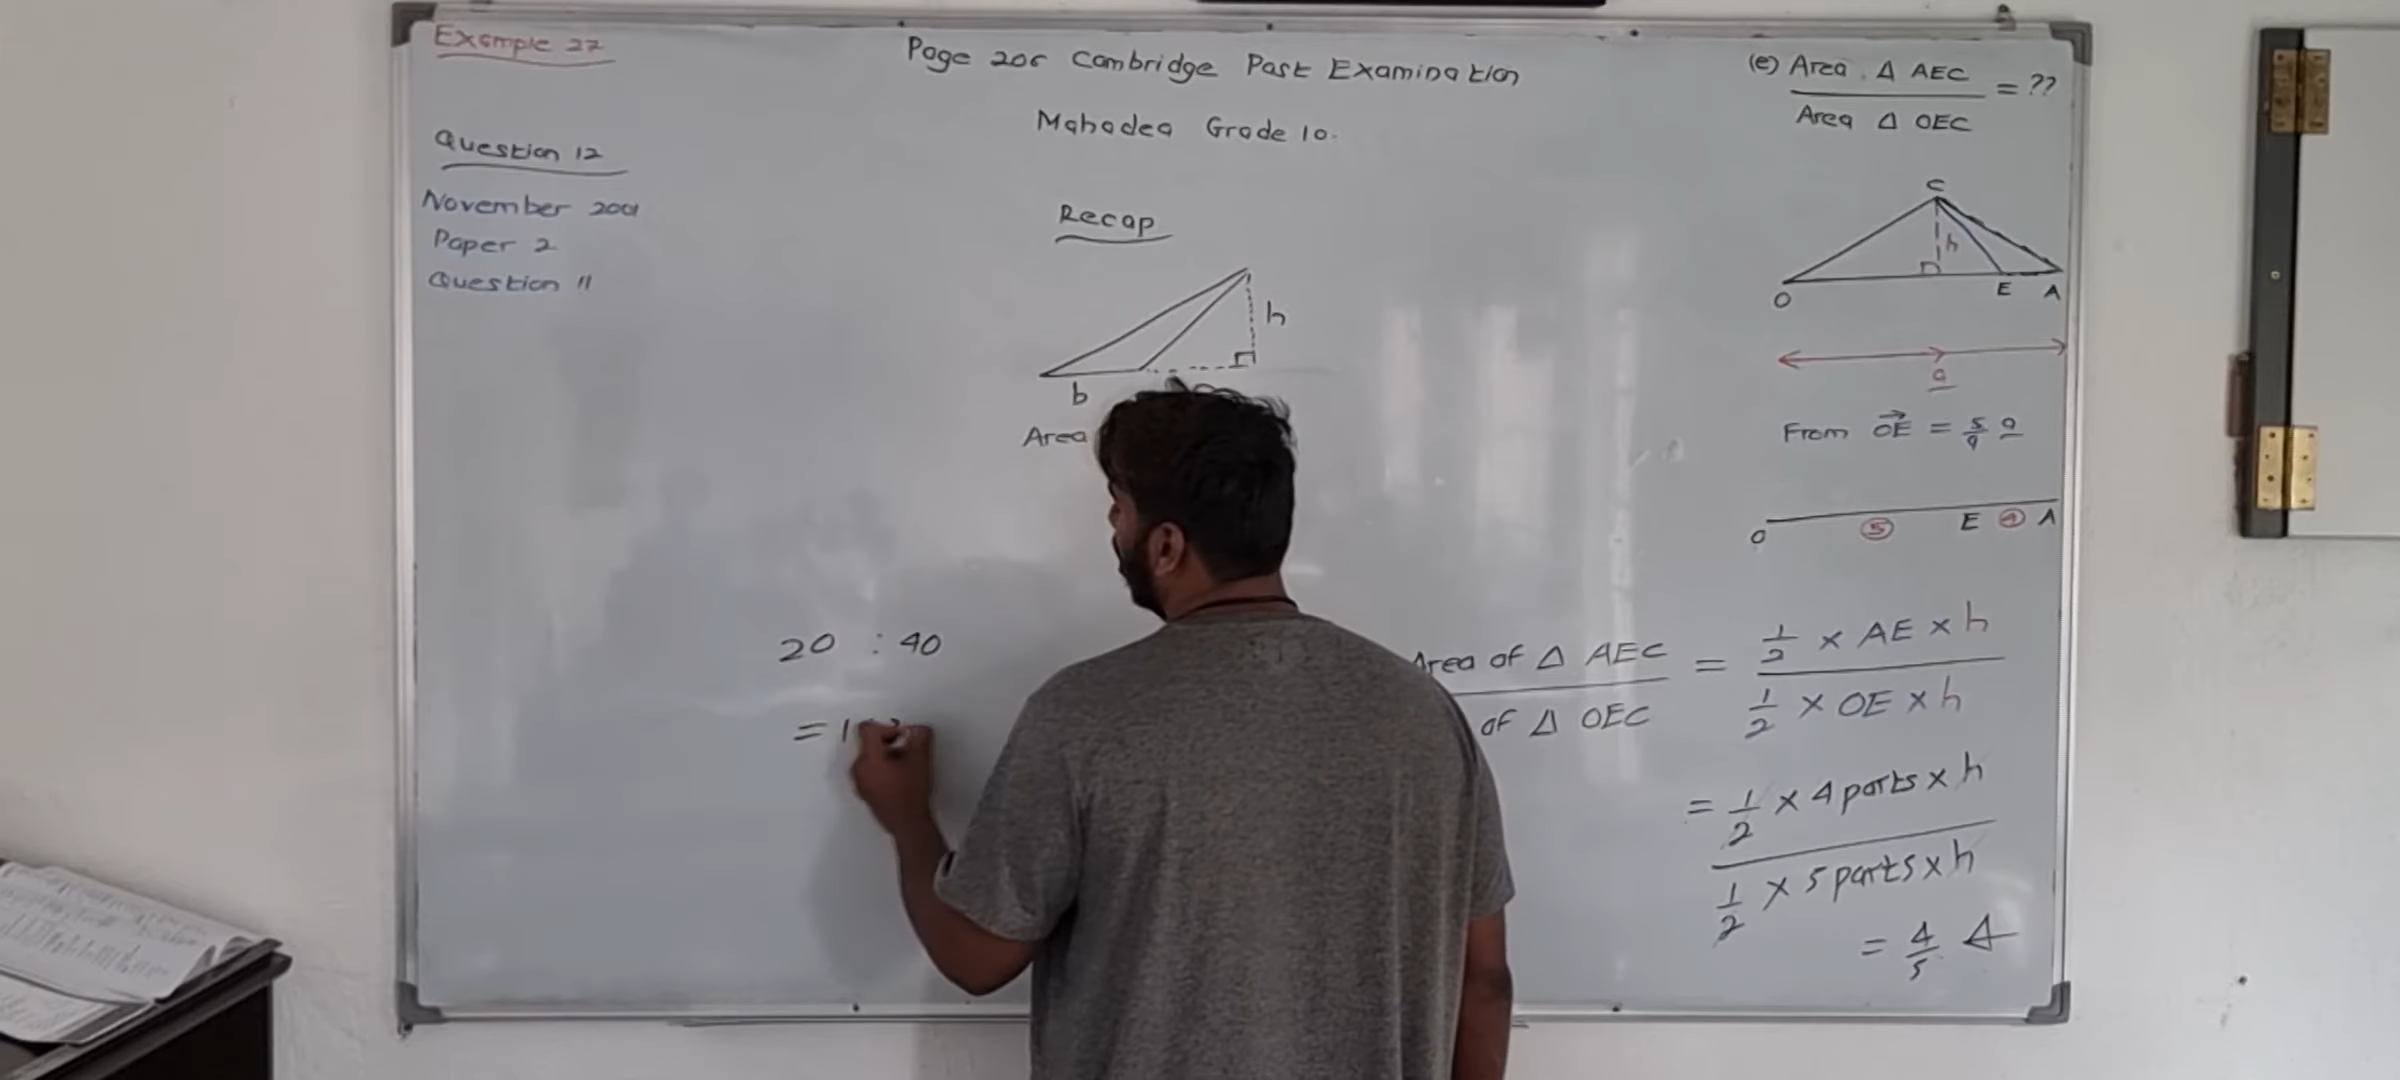 Example 27
Page 206 Cambridge Past Examination
Mahadea Grade 10.
Question 12
November 2001
Paper 2
Question 11
Recap
h
b
Area
20 : 40
= 1
(e) Area Δ AEC / Area Δ OEC = ??
C
h
O E A
a
From OE = 5/9 a
O 5 E 4 A
Area of Δ AEC / of Δ OEC = 1/2 × AE × h / 1/2 × OE × h
= 1/2 × 4 parts × h / 1/2 × 5 parts × h
= 4/5